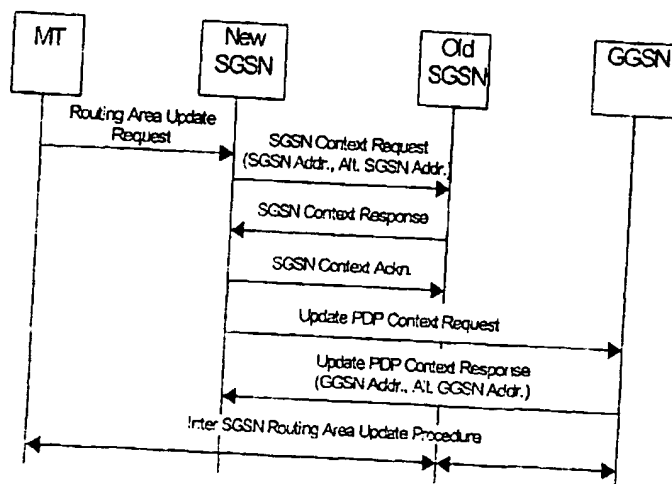 MT
New
SGSN
Old
SGSN
GGSN
Routing Area Update
Request
SGSN Context Request
(SGSN Addr., Alt. SGSN Addr.)
SGSN Context Response
SGSN Context Ackn.
Update PDP Context Request
Update PDP Context Response
(GGSN Addr., Alt. GGSN Addr.)
Inter SGSN Routing Area Update Procedure